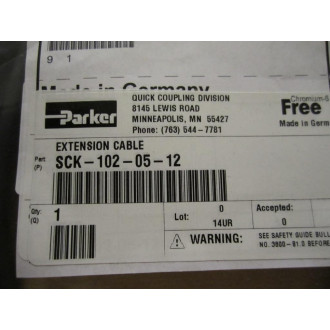 9 1
Made in Germany
Chromium-6
Free
Made in Germ
Parker
QUICK COUPLING DIVISION
8145 LEWIS ROAD
MINNEAPOLIS, MN 55427
Phone: (763) 544-7781
EXTENSION CABLE
Part
(P)
SCK-102-05-12
Qty:
(Q)
1
Lot:
0
14UR
Accepted:
0
WARNING:
SEE SAFETY GUIDE BULL
NO. 3800-B1.0 BEFORE